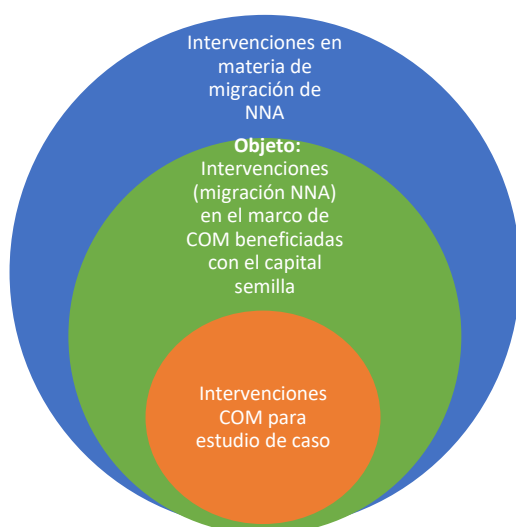 Intervenciones en
materia de
migración de
NNA
Objeto:
Intervenciones
(migración NNA)
en el marco de
COM beneficiadas
con el capital
semilla
Intervenciones
COM para
estudio de caso